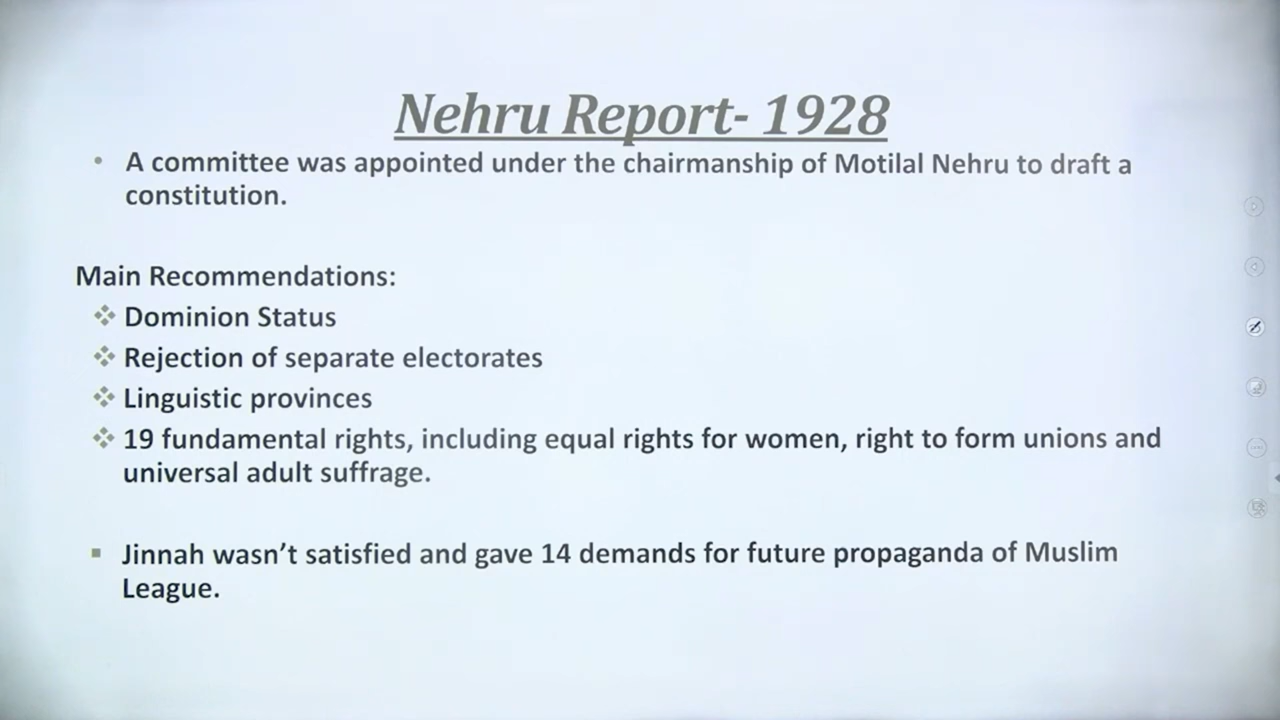 Nehru Report- 1928
• A committee was appointed under the chairmanship of Motilal Nehru to draft a
constitution.
Main Recommendations:
❖ Dominion Status
❖ Rejection of separate electorates
❖ Linguistic provinces
❖ 19 fundamental rights, including equal rights for women, right to form unions and
universal adult suffrage.
▪ Jinnah wasn’t satisfied and gave 14 demands for future propaganda of Muslim
League.